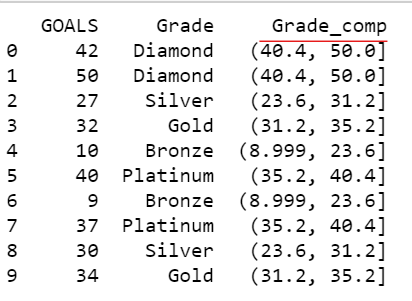 GOALS Grade Grade_comp
0 42 Diamond (40.4, 50.0]
1 50 Diamond (40.4, 50.0]
2 27 Silver (23.6, 31.2]
3 32 Gold (31.2, 35.2]
4 10 Bronze (8.999, 23.6]
5 40 Platinum (35.2, 40.4]
6 9 Bronze (8.999, 23.6]
7 37 Platinum (35.2, 40.4]
8 30 Silver (23.6, 31.2]
9 34 Gold (31.2, 35.2]